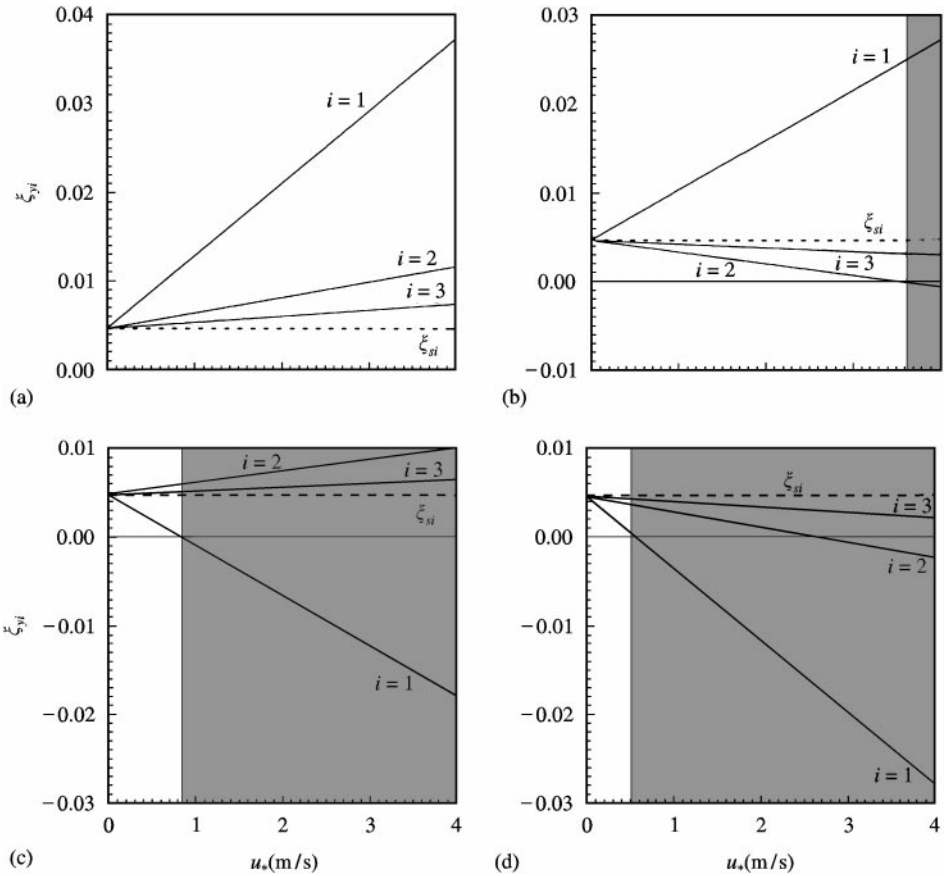 0.04
0.03
0.02
0.01
0.00
ξyi
i = 1
i = 2
i = 3
ξsi
(a)
0.03
0.02
0.01
0.00
−0.01
i = 1
ξsi
i = 3
i = 2
(b)
0.01
0.00
−0.01
−0.02
−0.03
ξyi
i = 2
i = 3
ξsi
i = 1
0 1 2 3 4
(c)
u*(m/s)
0.01
0.00
−0.01
−0.02
−0.03
ξsi
i = 3
i = 2
i = 1
0 1 2 3 4
u*(m/s)
(d)